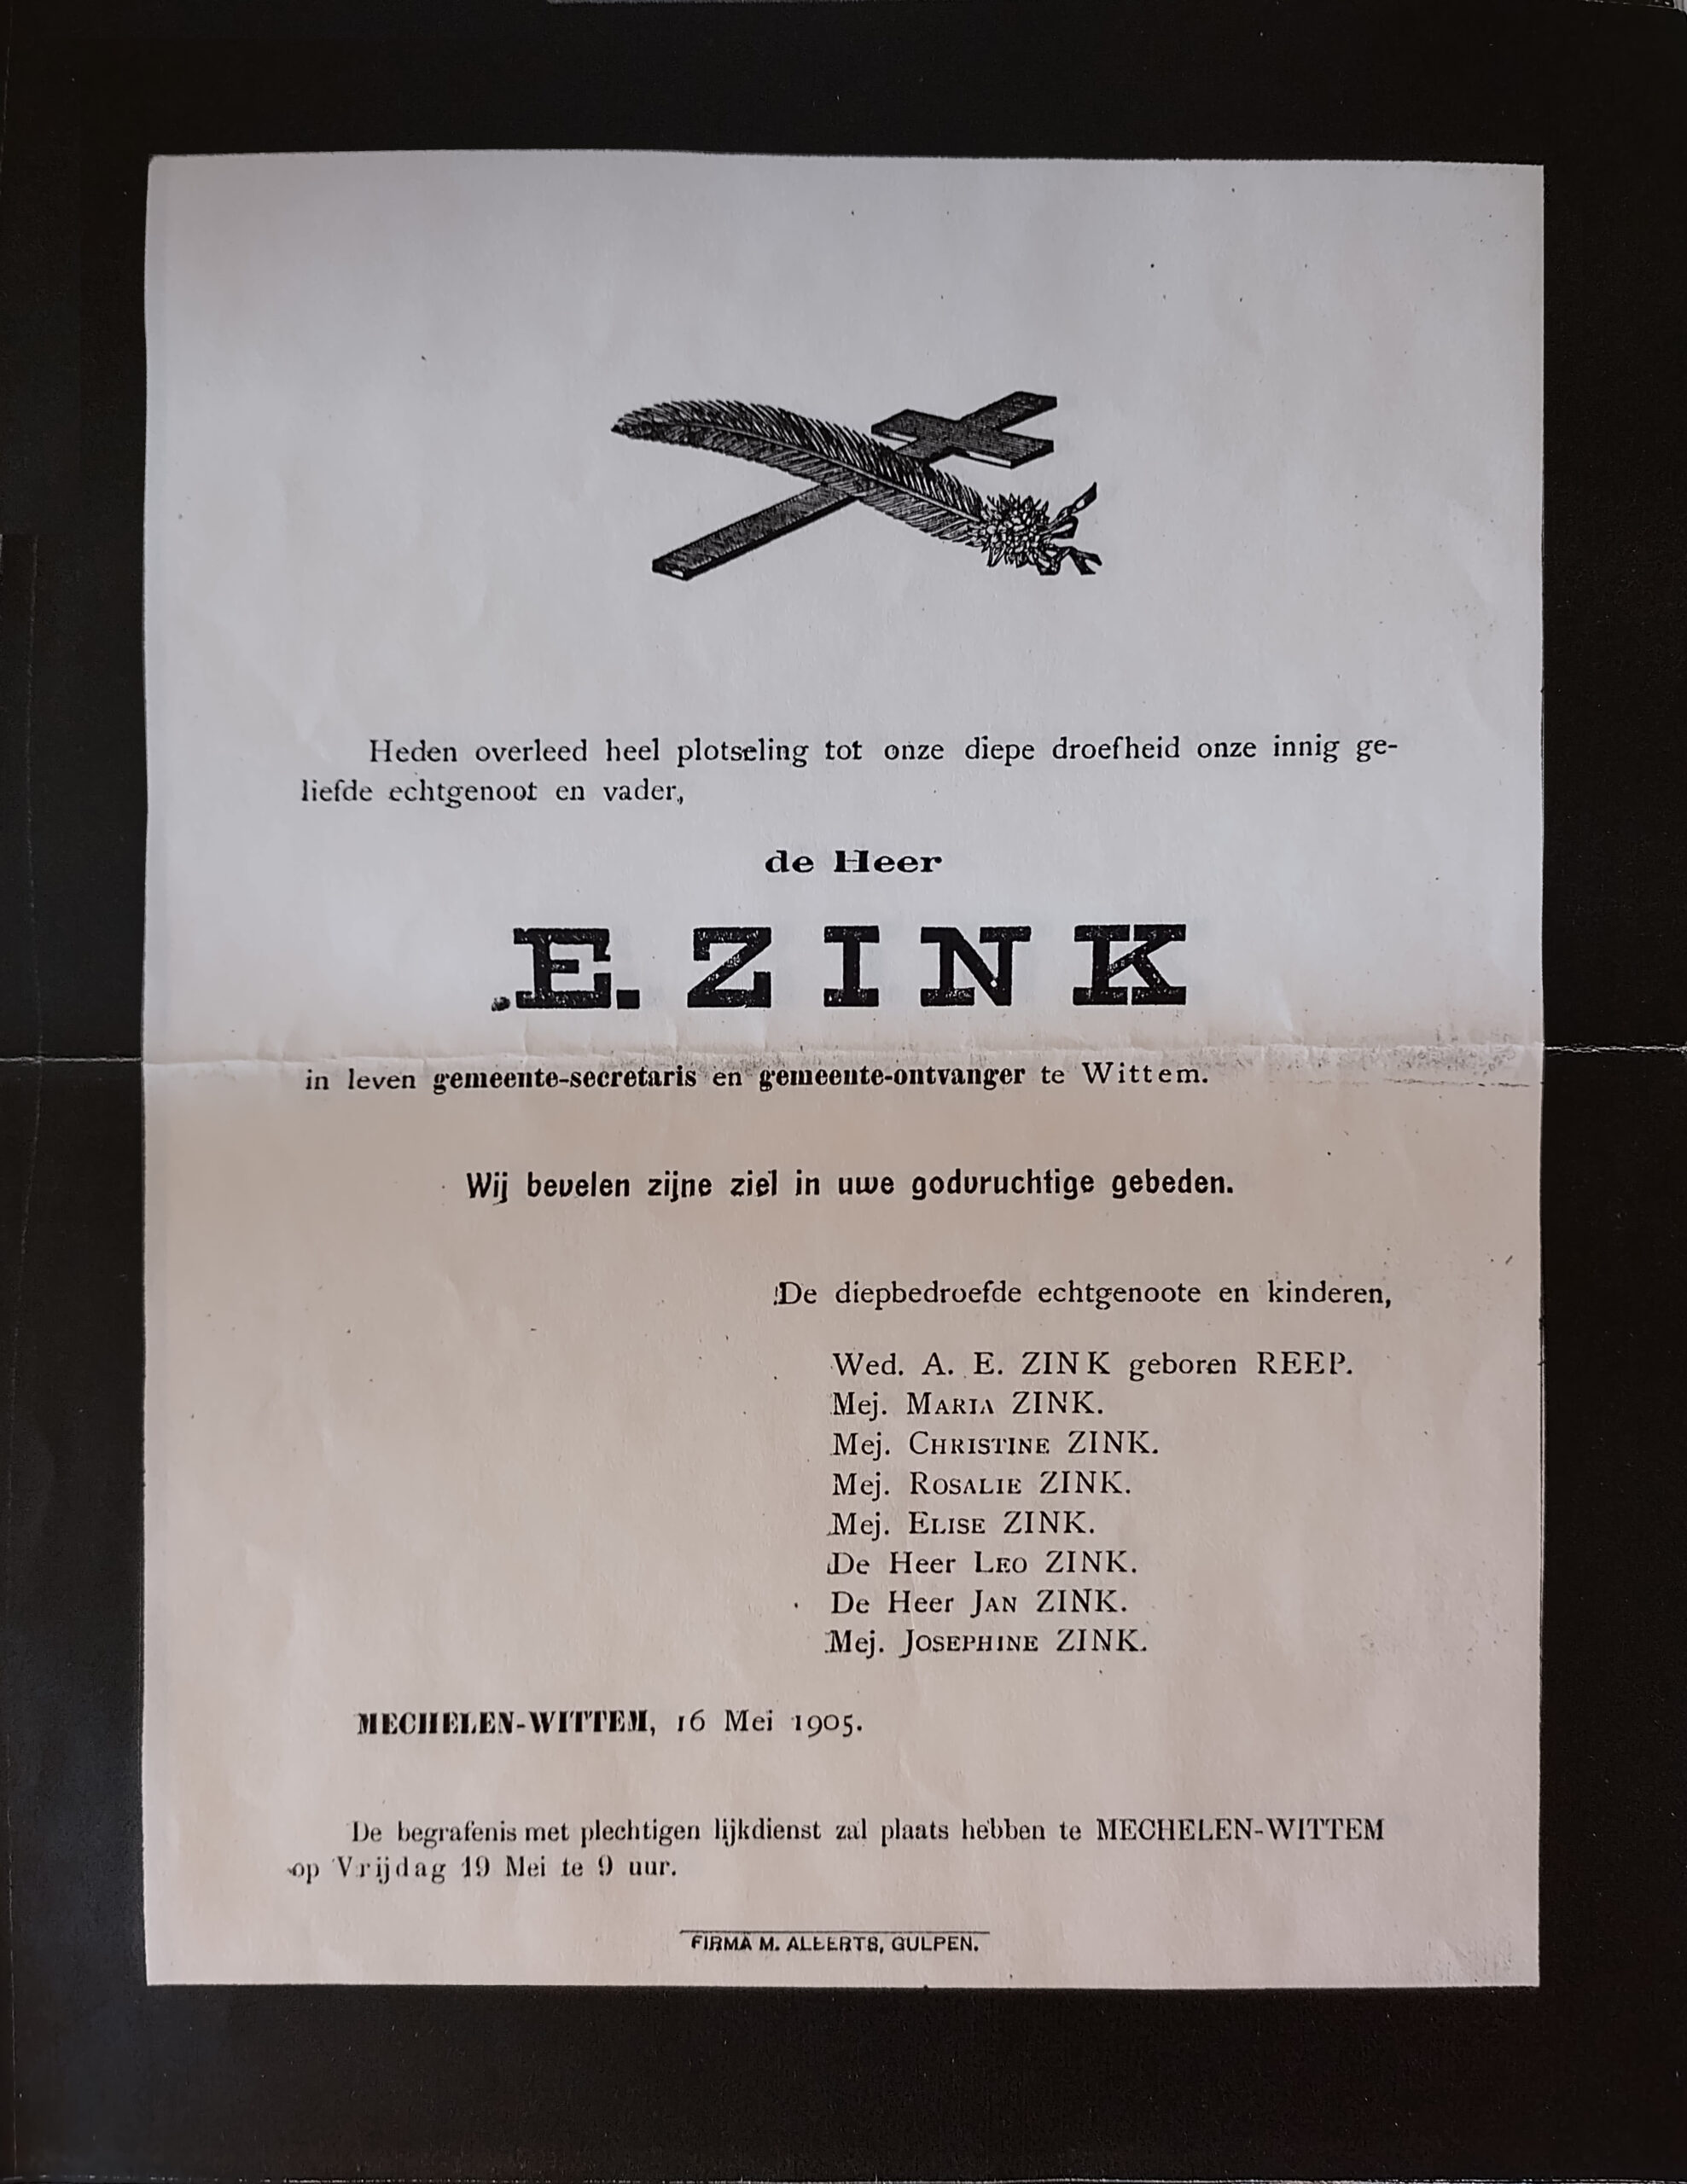 Heden overleed heel plotseling tot onze diepe droefheid onze innig ge-
liefde echtgenoot en vader,
de Heer
E. ZINK
in leven gemeente-secretaris en gemeente-ontvanger te Wittem.
Wij bevelen zijne ziel in uwe godvruchtige gebeden.
De diepbedroefde echtgenoote en kinderen,
Wed. A. E. ZINK geboren REEP.
Mej. MARIA ZINK.
Mej. CHRISTINE ZINK.
Mej. ROSALIE ZINK.
Mej. ELISE ZINK.
De Heer LEO ZINK.
De Heer JAN ZINK.
Mej. JOSEPHINE ZINK.
MECHELEN-WITTEM, 16 Mei 1905.
De begrafenis met plechtigen lijkdienst zal plaats hebben te MECHELEN-WITTEM
op Vrijdag 19 Mei te 9 uur.
FIRMA M. ALBERTS, GULPEN.